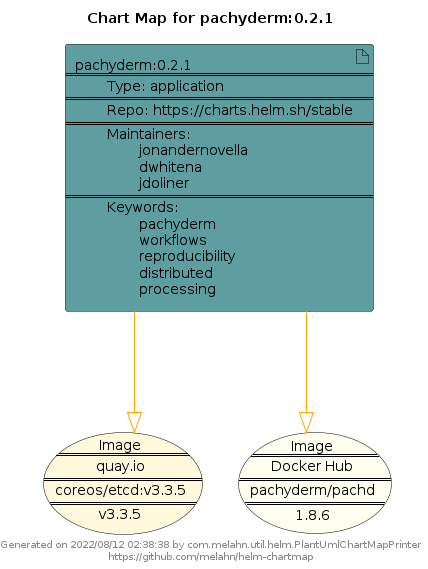 Chart Map for pachyderm:0.2.1
pachyderm:0.2.1
Type: application
Repo: https://charts.helm.sh/stable
Maintainers:
jonandernovella
dwhitena
jdoliner
Keywords:
pachyderm
workflows
reproducibility
distributed
processing
Image
quay.io
coreos/etcd:v3.3.5
v3.3.5
Image
Docker Hub
pachyderm/pachd
1.8.6
Generated on 2022/08/12 02:38:38 by com.melahn.util.helm.PlantUmlChartMapPrinter
https://github.com/melahn/helm-chartmap